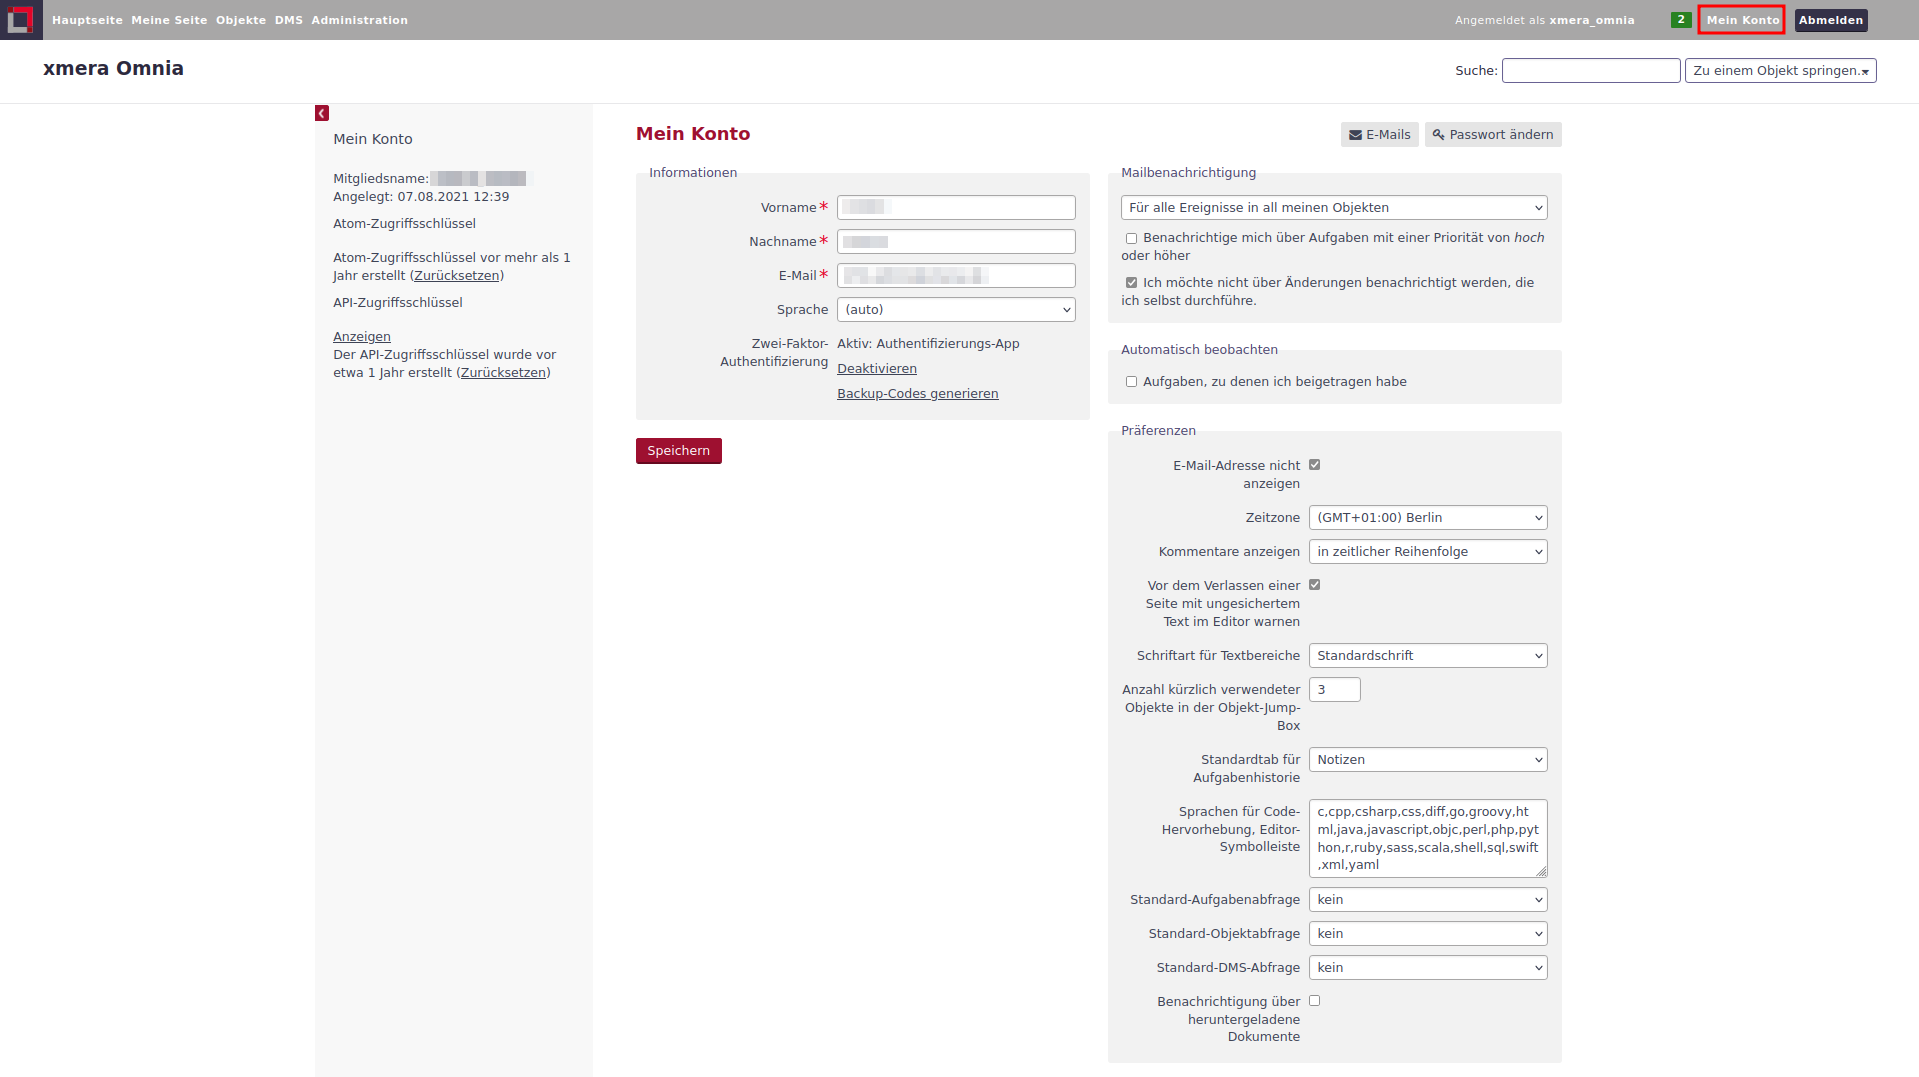 Hauptseite Meine Seite Objekte DMS Administration
Angemeldet als xmera_omnia 2 Mein Konto Abmelden
xmera Omnia
Suche: Zu einem Objekt springen...
Mein Konto
Mitgliedsname:
Angelegt: 07.08.2021 12:39
Atom-Zugriffsschlüssel
Atom-Zugriffsschlüssel vor mehr als 1
Jahr erstellt (Zurücksetzen)
API-Zugriffsschlüssel
Anzeigen
Der API-Zugriffsschlüssel wurde vor
etwa 1 Jahr erstellt (Zurücksetzen)
Mein Konto
E-Mails Passwort ändern
Informationen
Vorname*
Nachname*
E-Mail*
Sprache (auto)
Zwei-Faktor-
Authentifizierung
Aktiv: Authentifizierungs-App
Deaktivieren
Backup-Codes generieren
Speichern
Mailbenachrichtigung
Für alle Ereignisse in all meinen Objekten
Benachrichtige mich über Aufgaben mit einer Priorität von hoch
oder höher
Ich möchte nicht über Änderungen benachrichtigt werden, die
ich selbst durchführe.
Automatisch beobachten
Aufgaben, zu denen ich beigetragen habe
Präferenzen
E-Mail-Adresse nicht
anzeigen
Zeitzone (GMT+01:00) Berlin
Kommentare anzeigen in zeitlicher Reihenfolge
Vor dem Verlassen einer
Seite mit ungesichertem
Text im Editor warnen
Schriftart für Textbereiche Standardschrift
Anzahl kürzlich verwendeter 3
Objekte in der Objekt-Jump-
Box
Standardtab für Notizen
Aufgabenhistorie
Sprachen für Code-
Hervorhebung, Editor-
Symbolleiste
c,cpp,csharp,css,diff,go,groovy,ht
ml,java,javascript,objc,perl,php,pyt
hon,r,ruby,sass,scala,shell,sql,swift
,xml,yaml
Standard-Aufgabenabfrage kein
Standard-Objektabfrage kein
Standard-DMS-Abfrage kein
Benachrichtigung über
heruntergeladene
Dokumente